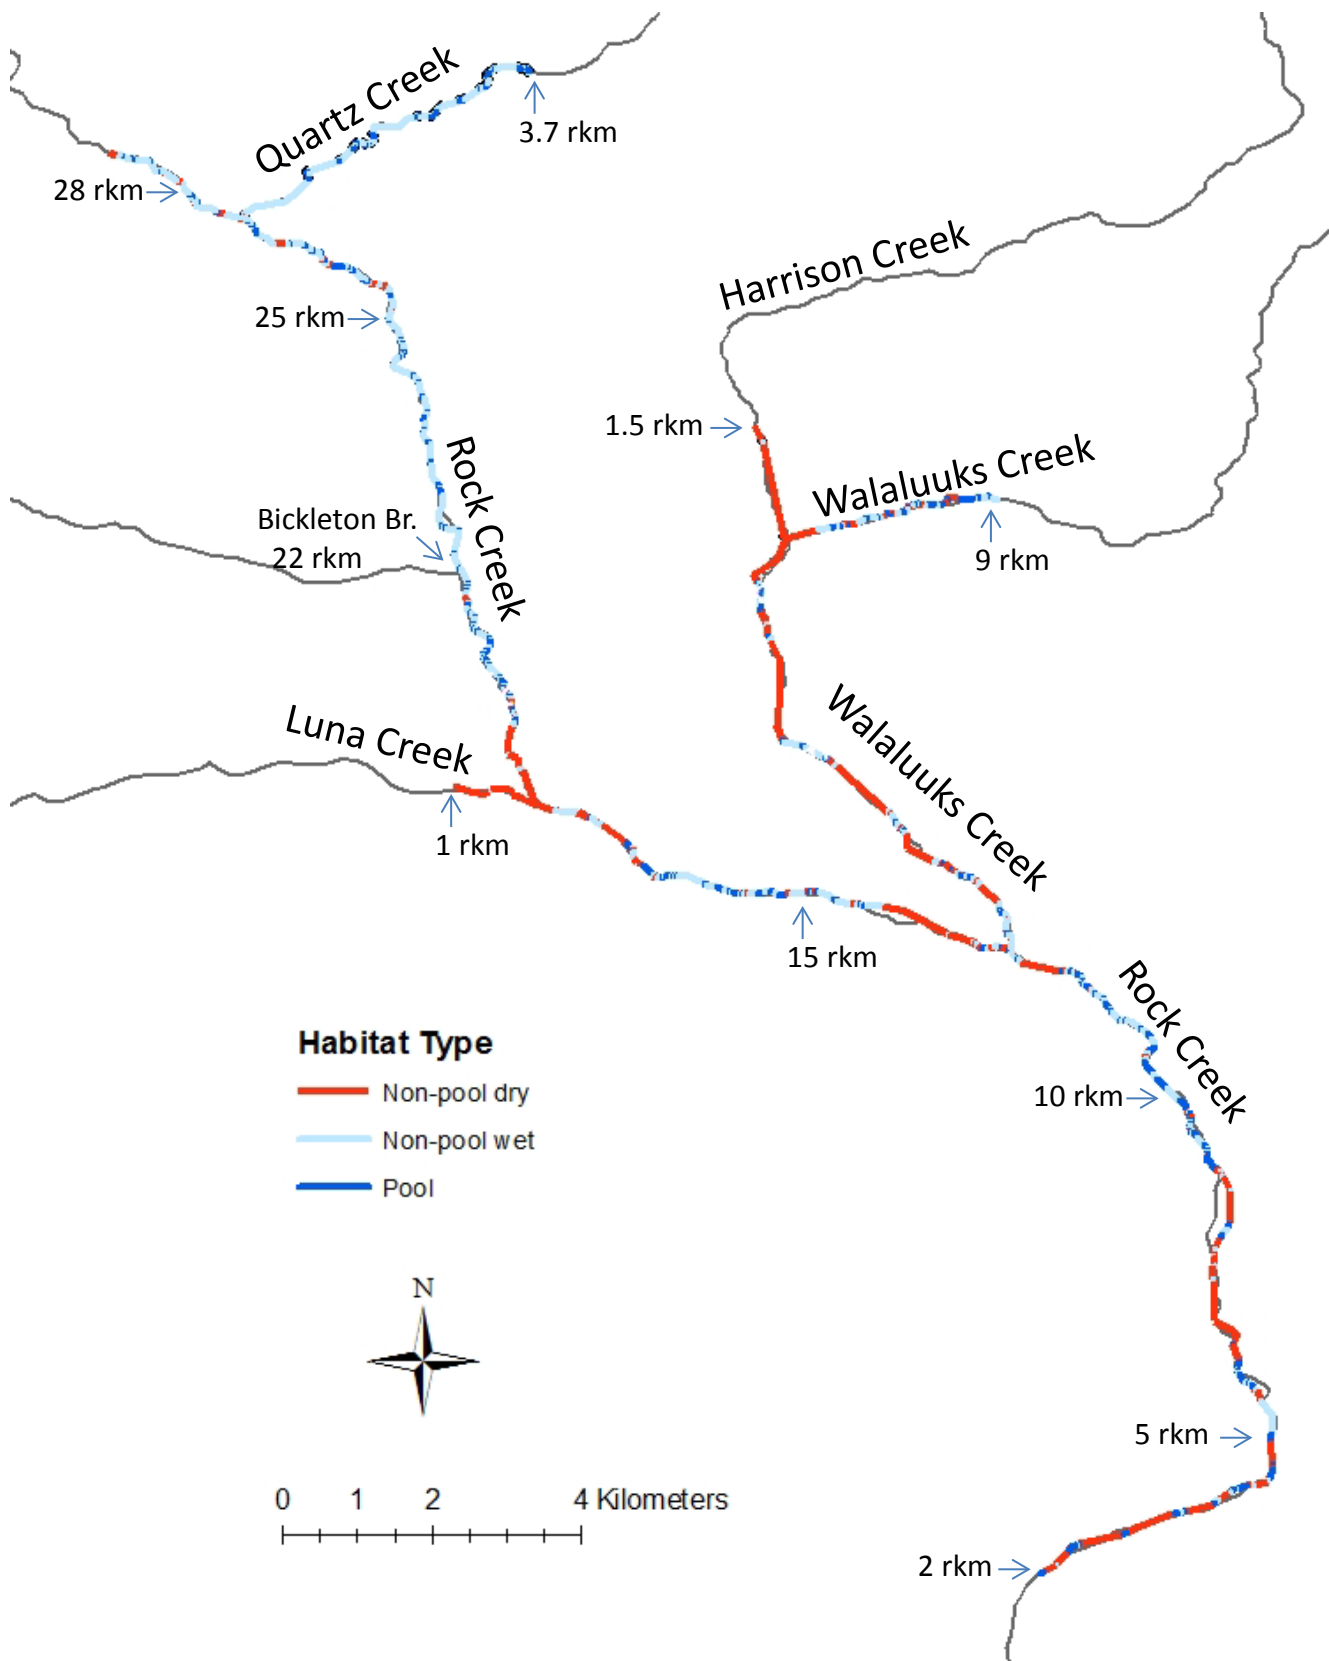 Quartz Creek
3.7 rkm
28 rkm
Harrison Creek
25 rkm
1.5 rkm
Rock Creek
Walaluuks Creek
Bickleton Br.
22 rkm
9 rkm
Luna Creek
Walaluuks Creek
1 rkm
15 rkm
Rock Creek
Habitat Type
Non-pool dry
10 rkm
Non-pool wet
Pool
N
5 rkm
0 1 2 4 Kilometers
2 rkm